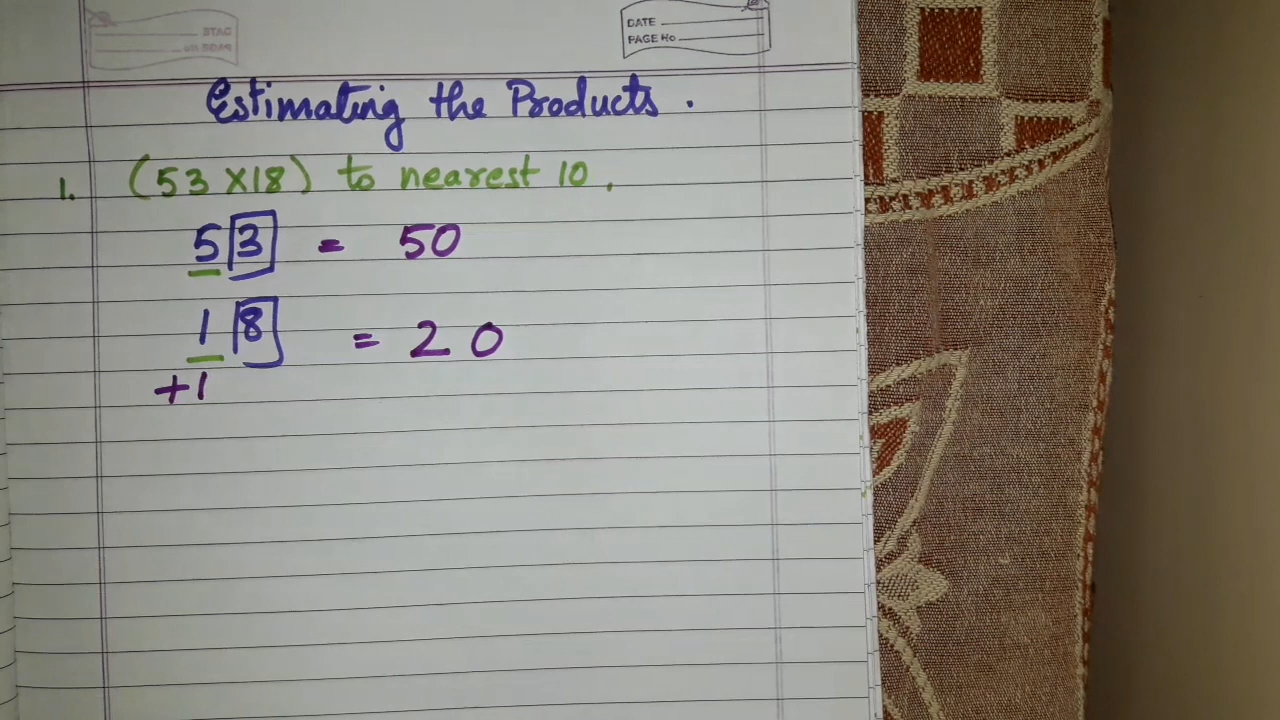 DATE
PAGE No
Estimating the Products.
1. (53 x 18) to nearest 10.
53 = 50
18 = 20
+1